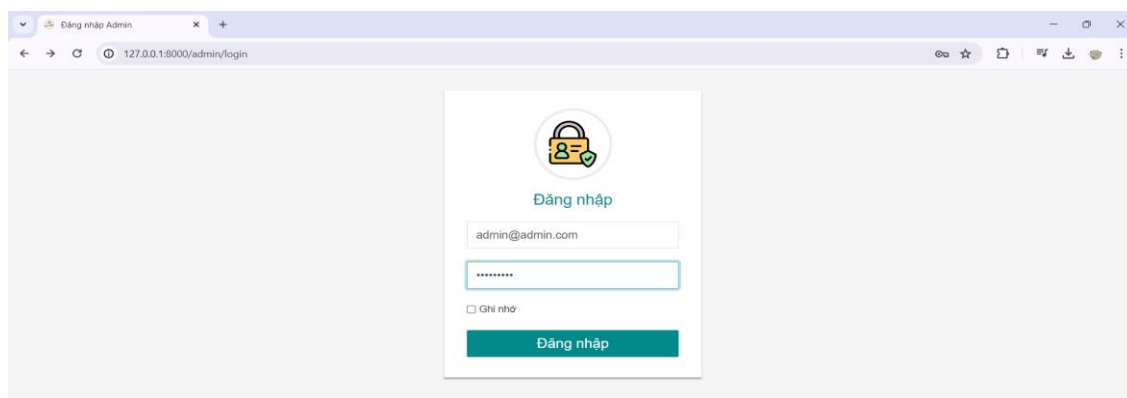 Đăng nhập Admin
127.0.0.1:8000/admin/login
Đăng nhập
admin@admin.com
•••••••••
Ghi nhớ
Đăng nhập